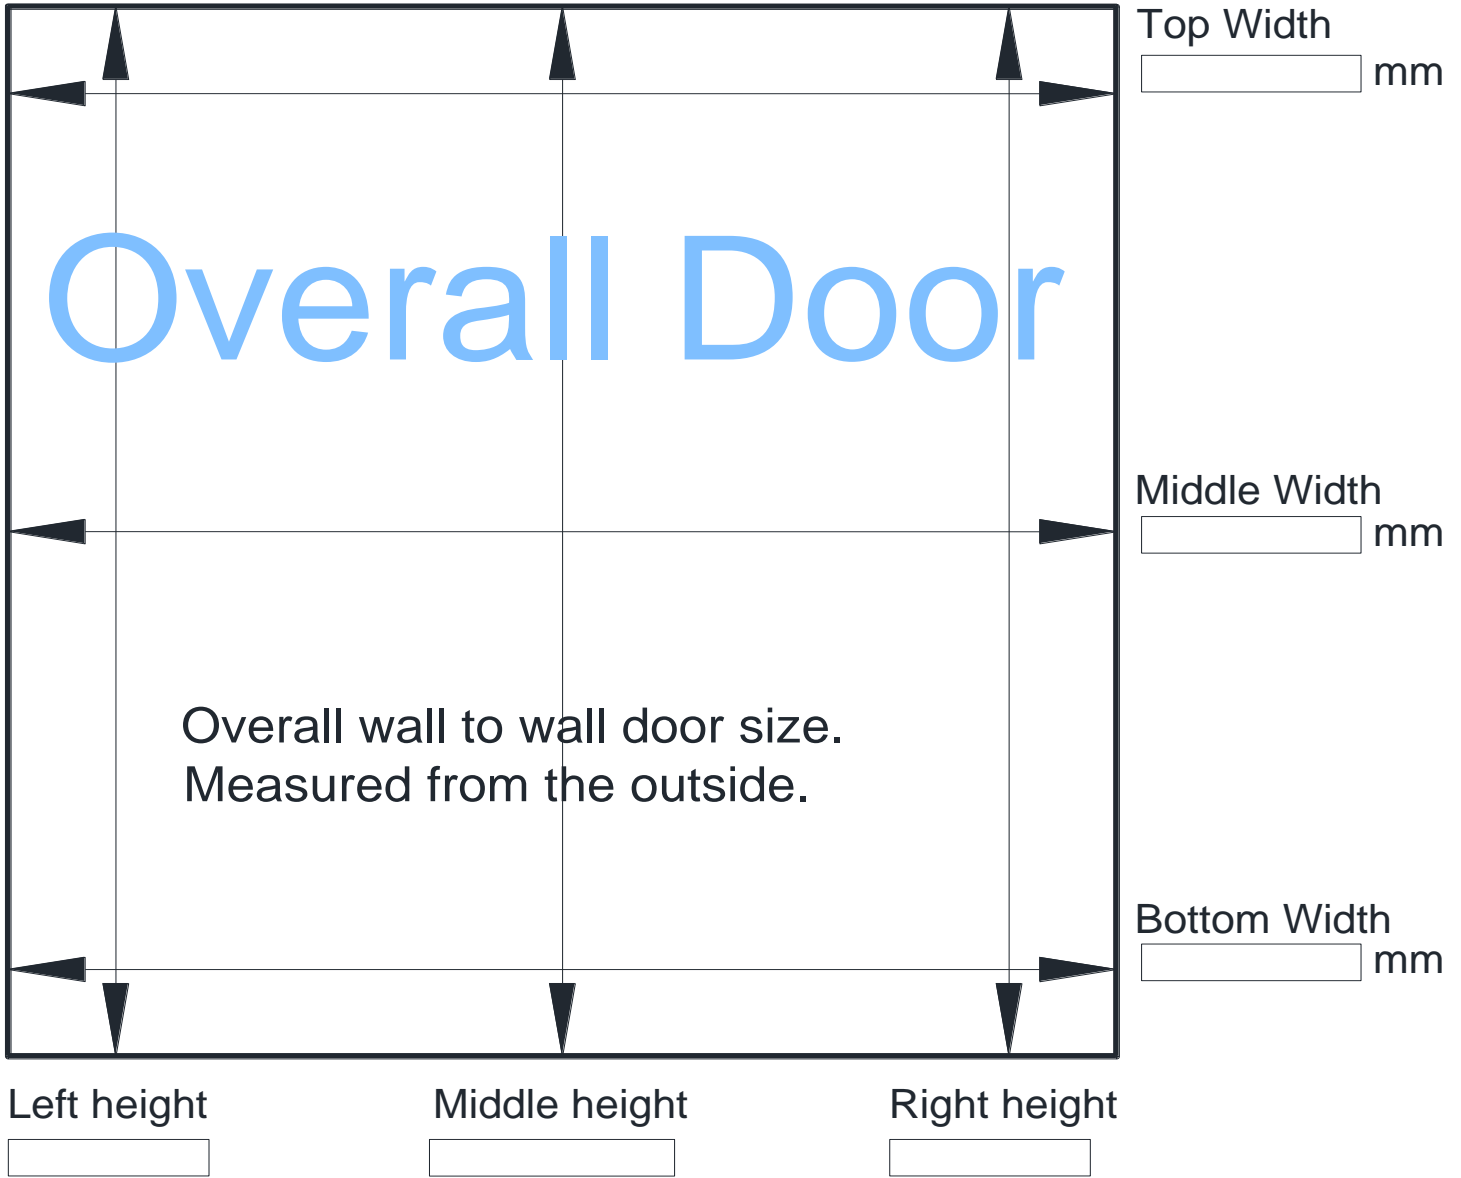 Top Width
mm
Overall Door
Middle Width
mm
Overall wall to wall door size.
Measured from the outside.
Bottom Width
mm
Left height
Middle height
Right height